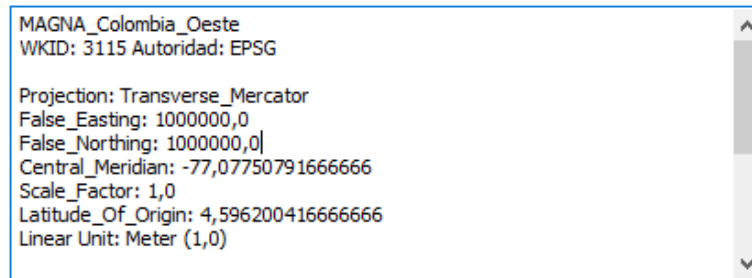 MAGNA_Colombia_Oeste
WKID: 3115 Autoridad: EPSG
Projection: Transverse_Mercator
False_Easting: 1000000,0
False_Northing: 1000000,0
Central_Meridian: -77,07750791666666
Scale_Factor: 1,0
Latitude_Of_Origin: 4,596200416666666
Linear Unit: Meter (1,0)